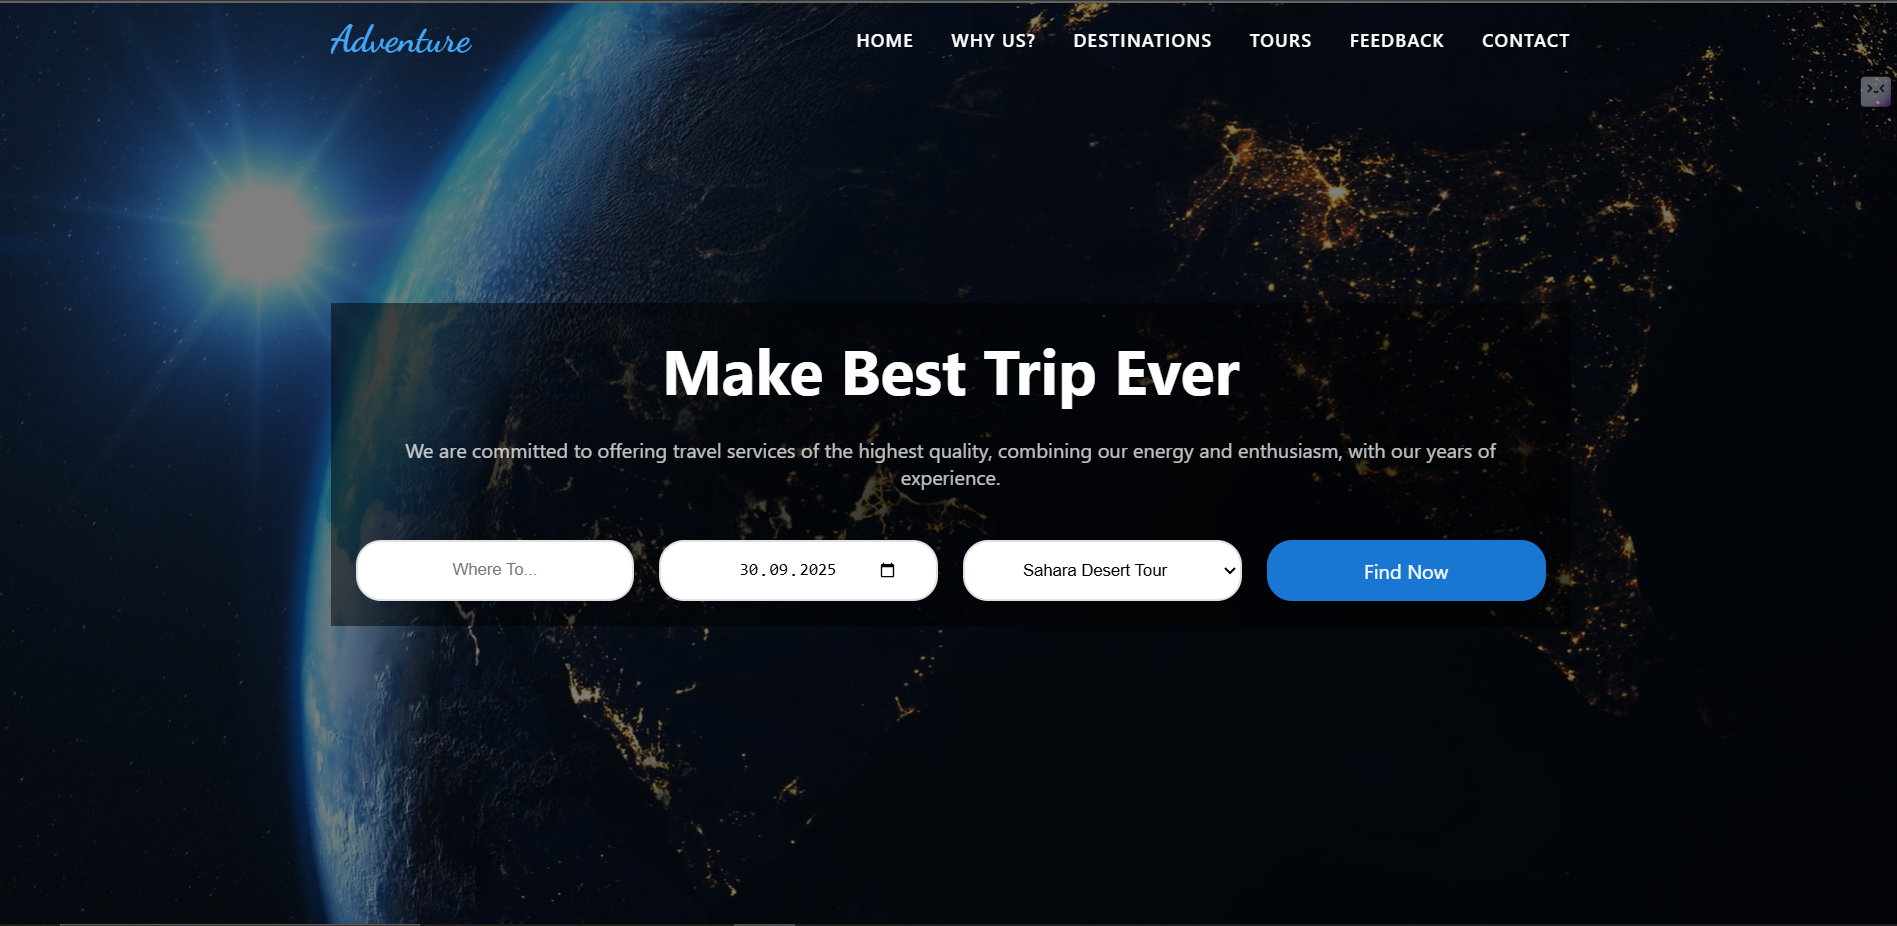 Adventure
HOME WHY US? DESTINATIONS TOURS FEEDBACK CONTACT
Make Best Trip Ever
We are committed to offering travel services of the highest quality, combining our energy and enthusiasm, with our years of
experience.
Where To...
30.09.2025
Sahara Desert Tour
Find Now